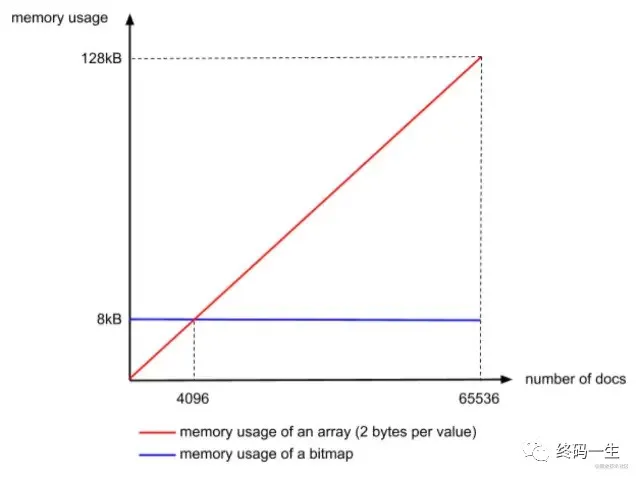 memory usage
128kB
8kB
number of docs
4096
65536
memory usage of an array (2 bytes per value)
memory usage of a bitmap
终码一生